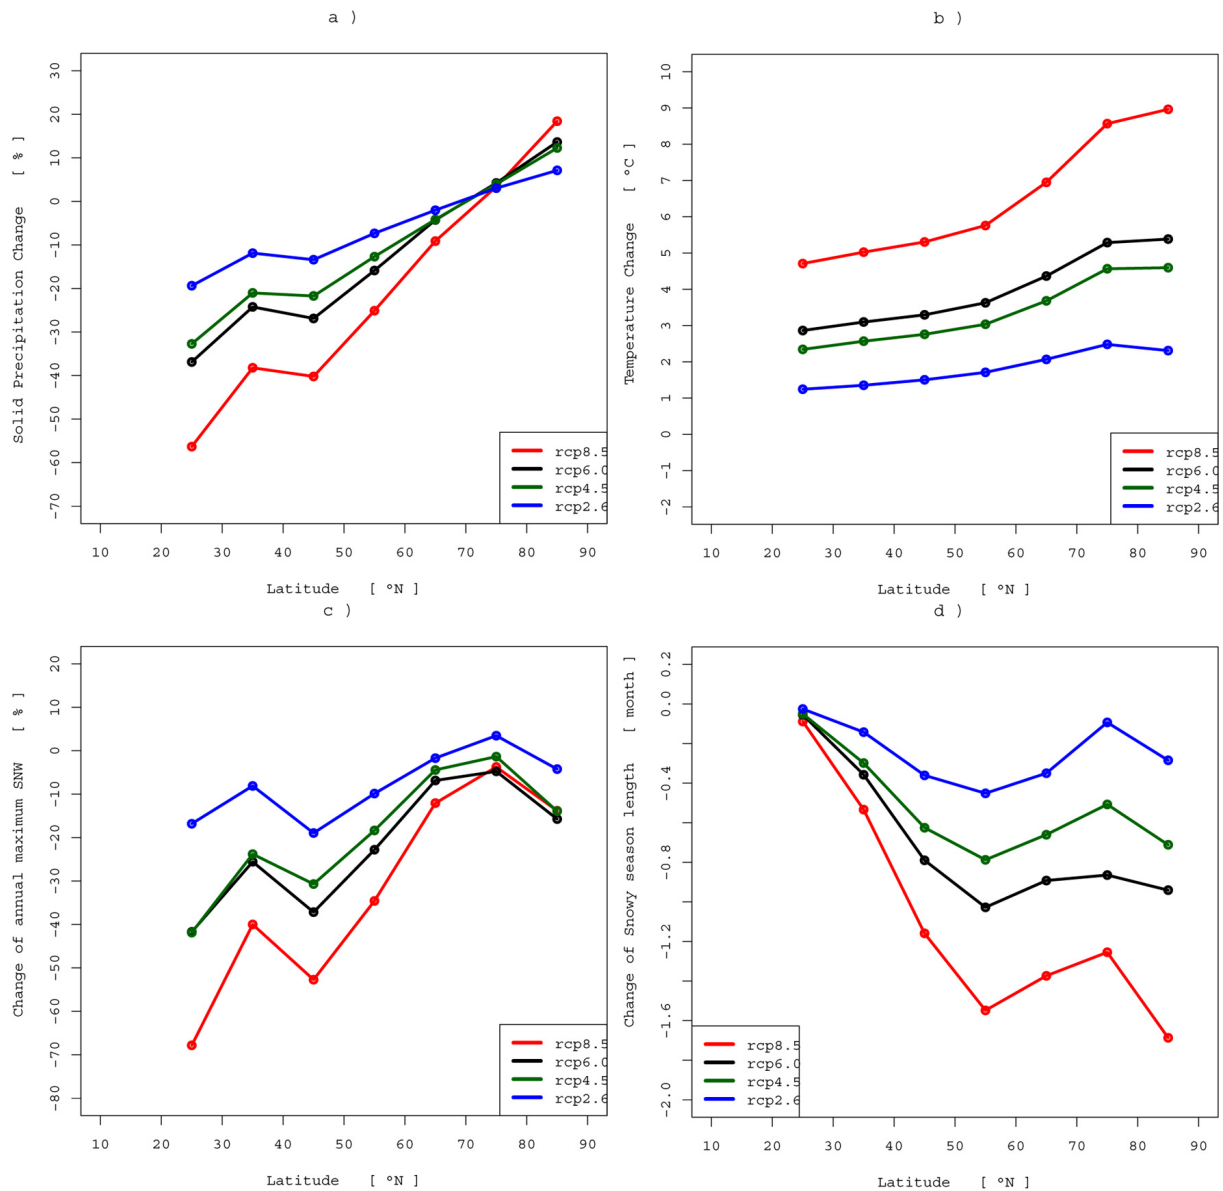 a )
Solid Precipitation Change [ % ]
30
20
10
0
-10
-20
-30
-40
-50
-60
-70
rcp8.5
rcp6.0
rcp4.5
rcp2.6
10 20 30 40 50 60 70 80 90
Latitude [ °N ]
b )
Temperature Change [ °C ]
10
9
8
7
6
5
4
3
2
1
0
-1
-2
rcp8.5
rcp6.0
rcp4.5
rcp2.6
10 20 30 40 50 60 70 80 90
Latitude [ °N ]
c )
Change of annual maximum SNW [ % ]
20
10
0
-10
-20
-30
-40
-50
-60
-70
-80
rcp8.5
rcp6.0
rcp4.5
rcp2.6
10 20 30 40 50 60 70 80 90
Latitude [ °N ]
d )
Change of Snowy season length [ month ]
0.2
0.0
-0.4
-0.8
-1.2
-1.6
-2.0
rcp8.5
rcp6.0
rcp4.5
rcp2.6
10 20 30 40 50 60 70 80 90
Latitude [ °N ]